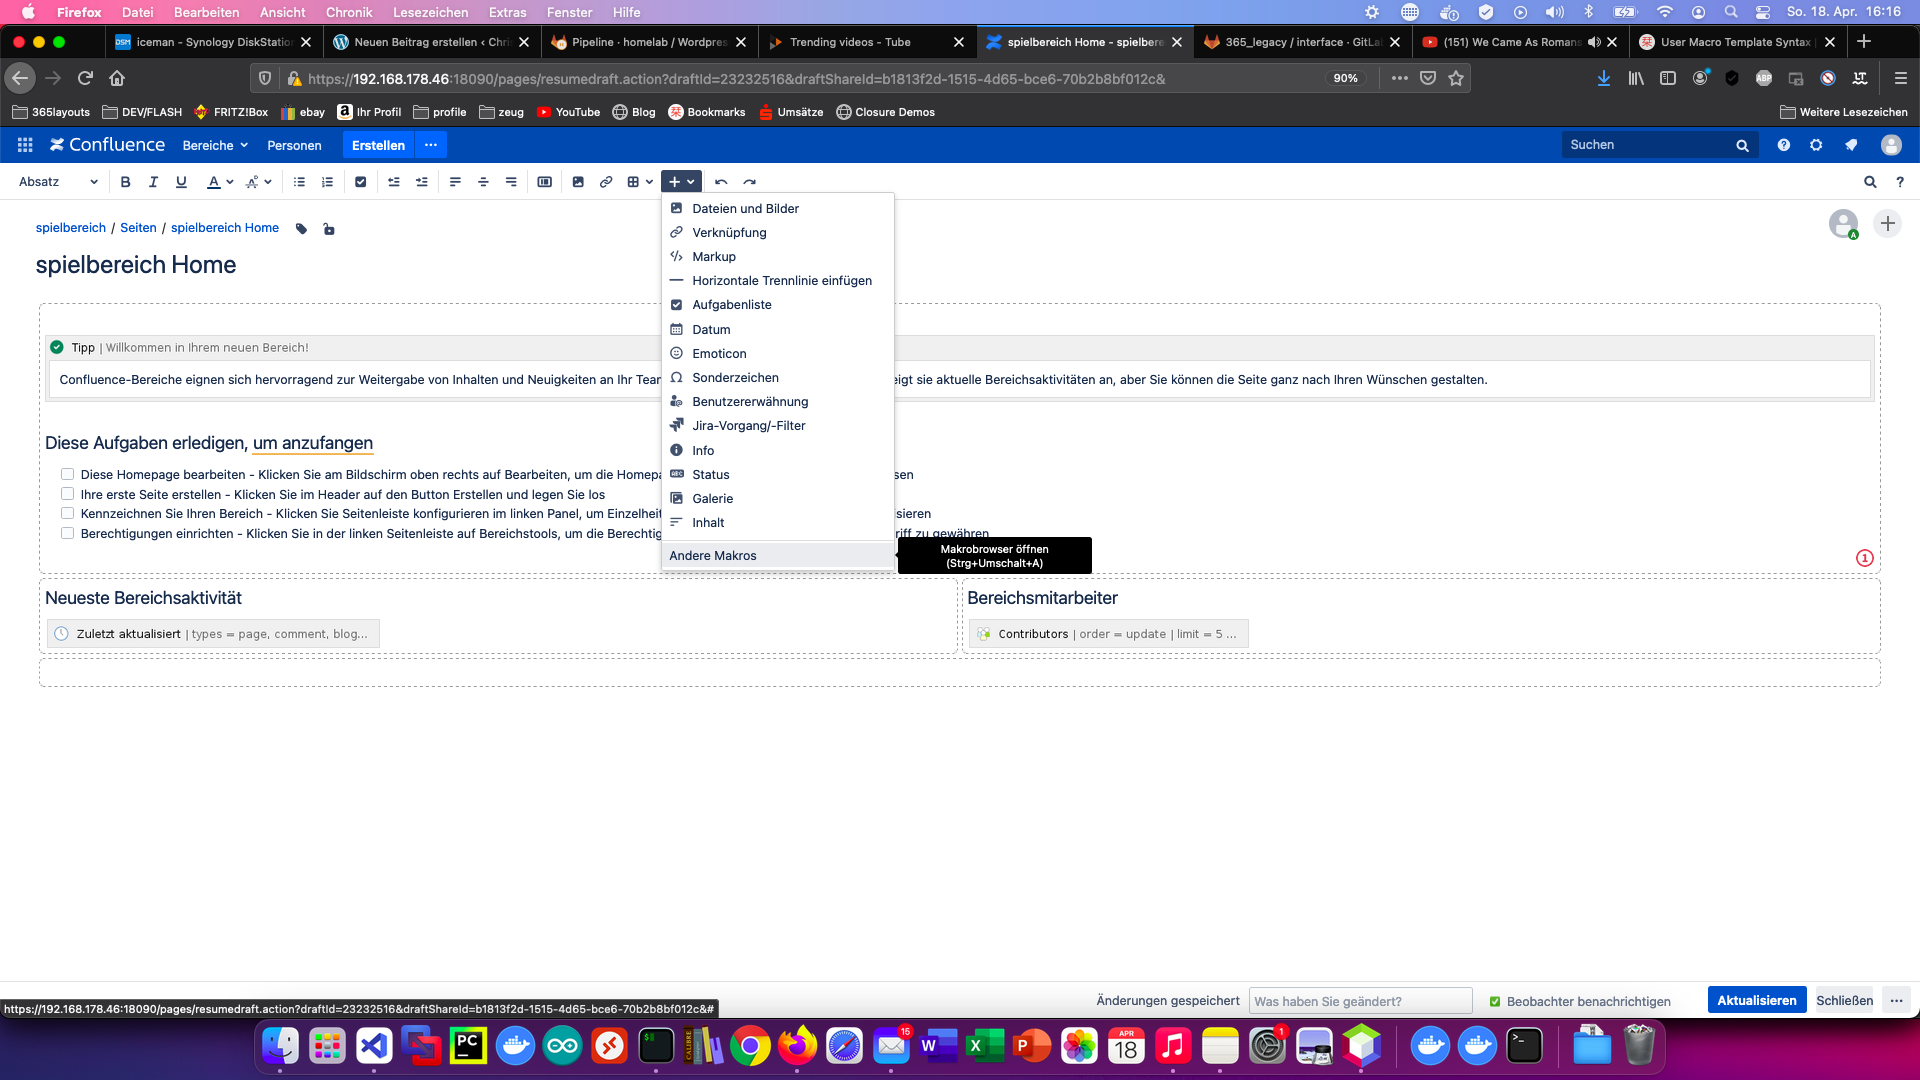 Firefox Datei Bearbeiten Ansicht Chronik Lesezeichen Extras Fenster Hilfe So. 18. Apr. 16:16
iceman - Synology DiskStation Neuen Beitrag erstellen ‹ Chri Pipeline · homelab / Wordpres Trending videos - Tube spielbereich Home - spielbere 365_legacy / interface · GitLa (151) We Came As Romans User Macro Template Syntax
https://192.168.178.46:18090/pages/resumedraft.action?draftId=23232516&draftShareId=b1813f2d-1515-4d65-bce6-70b2b8bf012c& 90%
365layouts DEV/FLASH FRITZ!Box ebay Ihr Profil profile zeug YouTube Blog Bookmarks Umsätze Closure Demos Weitere Lesezeichen
Confluence Bereiche Personen Erstellen ··· Suchen
Absatz B I U A
spielbereich / Seiten / spielbereich Home
spielbereich Home
Dateien und Bilder
Verknüpfung
Markup
Horizontale Trennlinie einfügen
Aufgabenliste
Datum
Emoticon
Sonderzeichen
Benutzererwähnung
Jira-Vorgang/-Filter
Info
Status
Galerie
Inhalt
Andere Makros
Makrobrowser öffnen
(Strg+Umschalt+A)
Tipp | Willkommen in Ihrem neuen Bereich!
Confluence-Bereiche eignen sich hervorragend zur Weitergabe von Inhalten und Neuigkeiten an Ihr Tear eigt sie aktuelle Bereichsaktivitäten an, aber Sie können die Seite ganz nach Ihren Wünschen gestalten.
Diese Aufgaben erledigen, um anzufangen
Diese Homepage bearbeiten - Klicken Sie am Bildschirm oben rechts auf Bearbeiten, um die Homepa sen
Ihre erste Seite erstellen - Klicken Sie im Header auf den Button Erstellen und legen Sie los
Kennzeichnen Sie Ihren Bereich - Klicken Sie Seitenleiste konfigurieren im linken Panel, um Einzelheit sieren
Berechtigungen einrichten - Klicken Sie in der linken Seitenleiste auf Bereichstools, um die Berechtig riff zu gewähren
1
Neueste Bereichsaktivität
Zuletzt aktualisiert | types = page, comment, blog...
Bereichsmitarbeiter
Contributors | order = update | limit = 5 ...
Änderungen gespeichert Was haben Sie geändert? Beobachter benachrichtigen Aktualisieren Schließen ···
https://192.168.178.46:18090/pages/resumedraft.action?draftId=23232516&draftShareId=b1813f2d-1515-4d65-bce6-70b2b8bf012c&#
PC CALIBRE 15 W X P APR 18 1